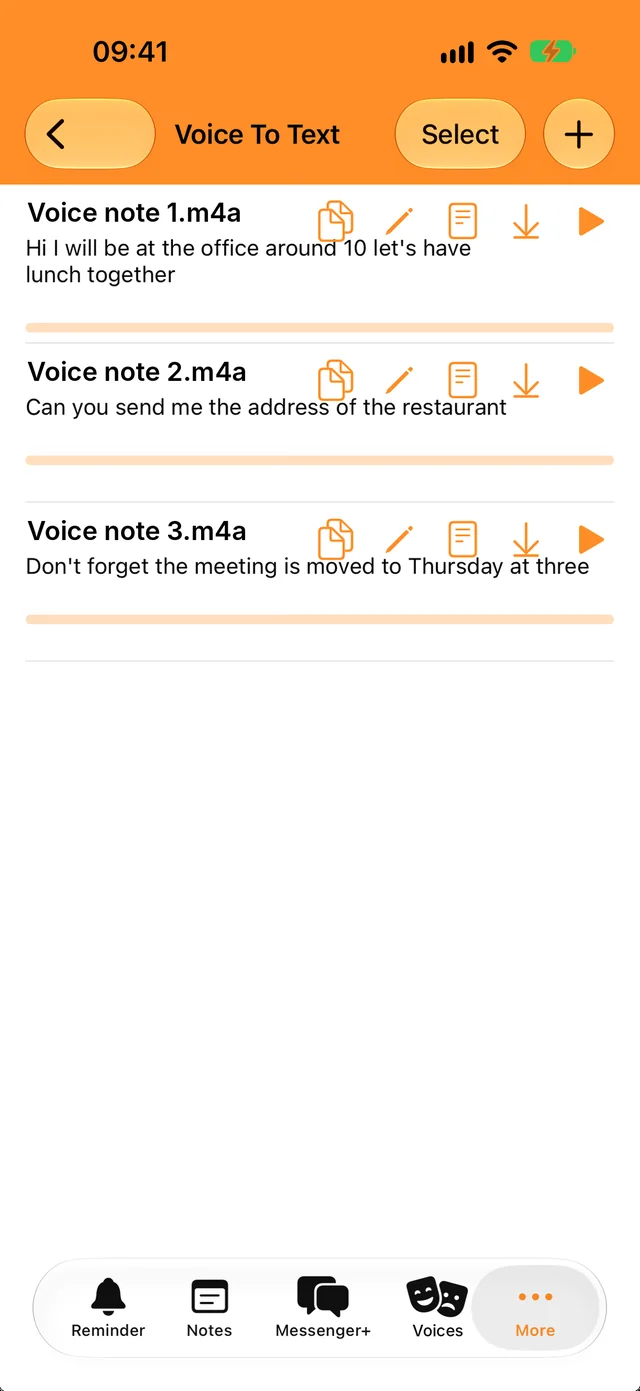 09:41
Voice To Text
Select
Voice note 1.m4a
Hi I will be at the office around 10 let's have
lunch together
Voice note 2.m4a
Can you send me the address of the restaurant
Voice note 3.m4a
Don't forget the meeting is moved to Thursday at three
Reminder
Notes
Messenger+
Voices
More